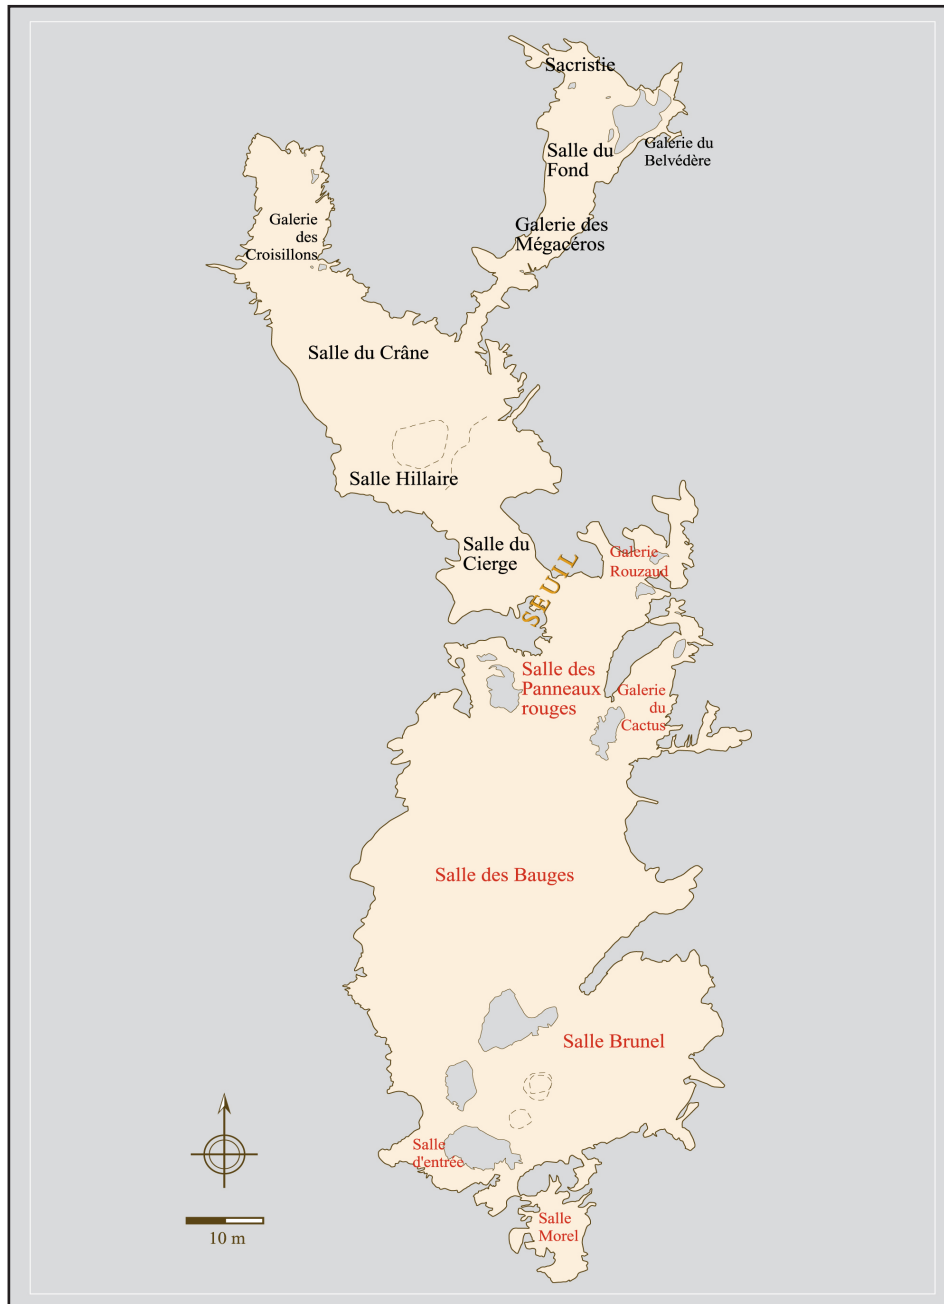 Sacristie
Galerie du
Belvédère
Salle du
Fond
Galerie des
Mégacéros
Galerie
des
Croisillons
Salle du Crâne
Salle Hillaire
Salle du
Cierge
SEUIL
Galerie
Rouzaud
Salle des
Panneaux
rouges
Galerie
du
Cactus
Salle des Bauges
Salle Brunel
Salle
d'entrée
Salle
Morel
10 m